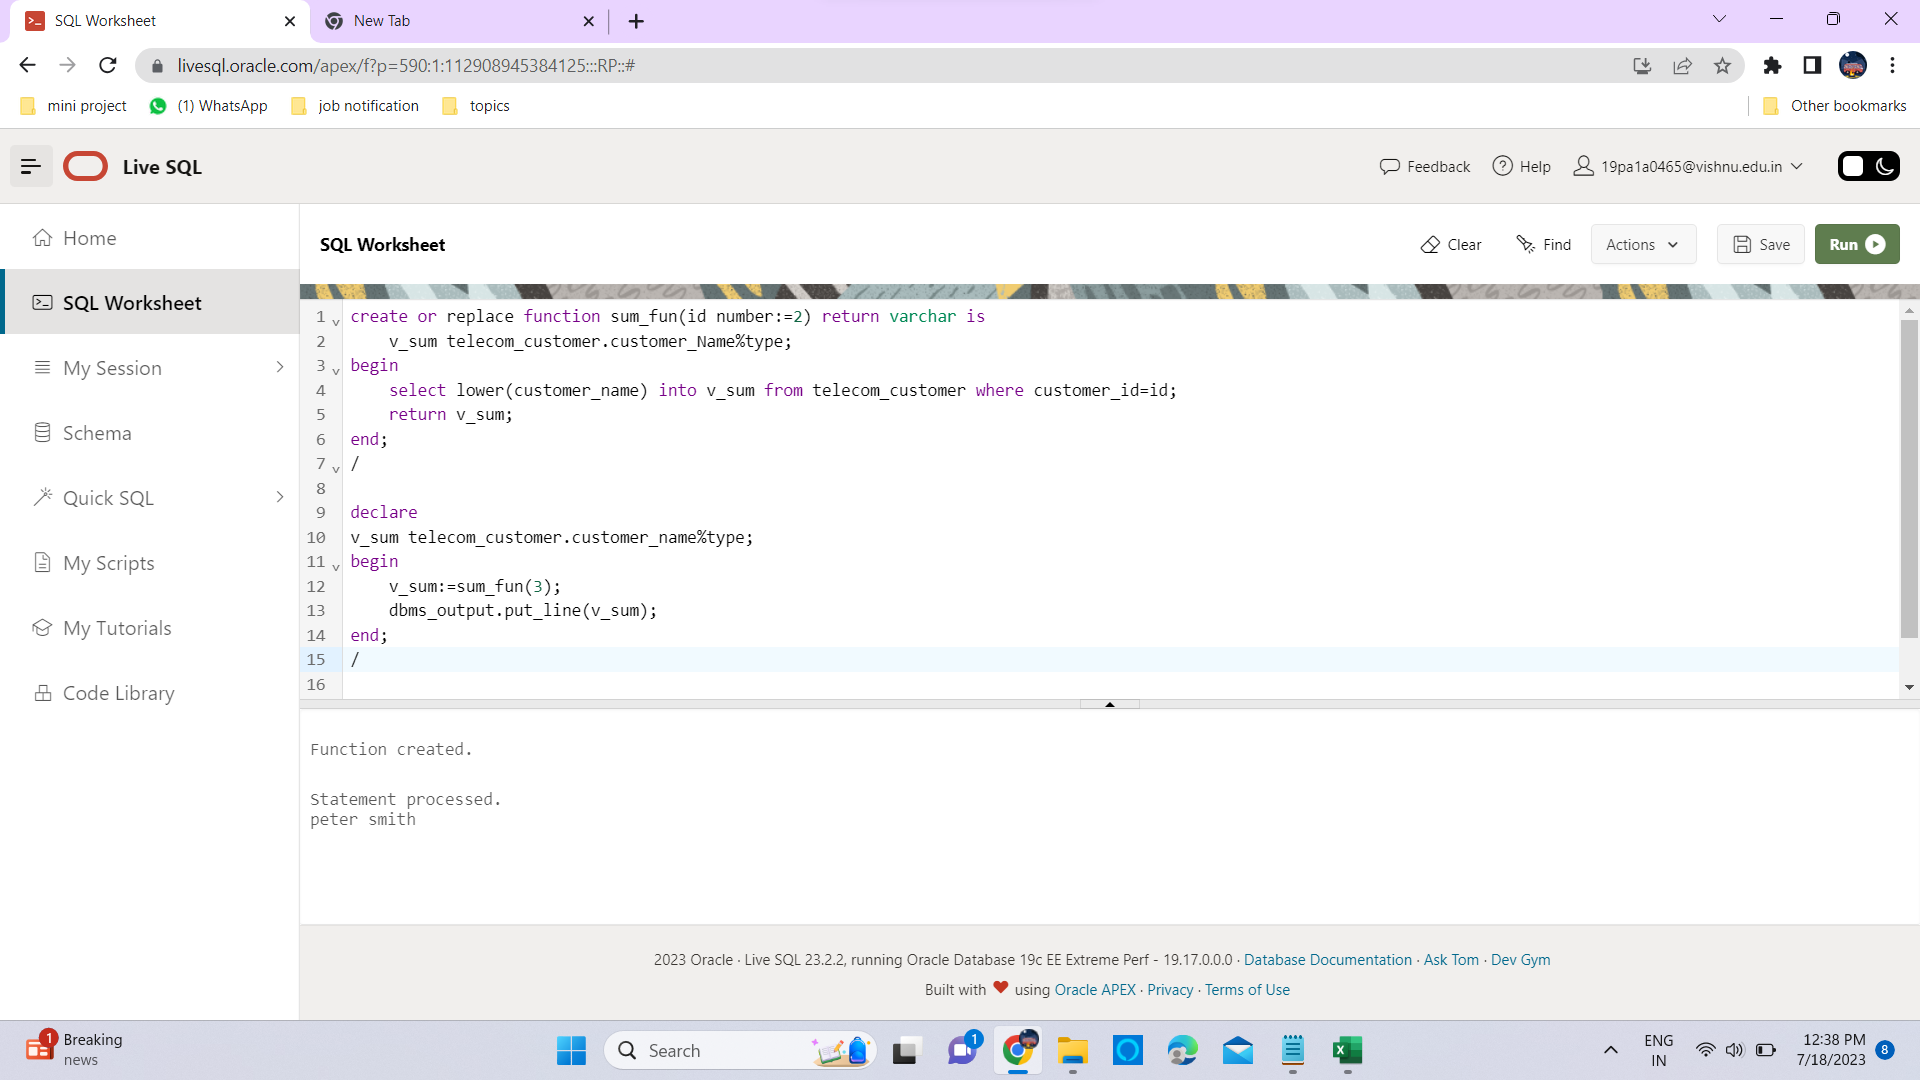 SQL Worksheet
New Tab
livesql.oracle.com/apex/f?p=590:1:112908945384125:::RP::#
mini project
(1) WhatsApp
job notification
topics
Other bookmarks
Live SQL
Feedback
Help
19pa1a0465@vishnu.edu.in
Home
SQL Worksheet
My Session
Schema
Quick SQL
My Scripts
My Tutorials
Code Library
SQL Worksheet
Clear
Find
Actions
Save
Run
1 create or replace function sum_fun(id number:=2) return varchar is
2 v_sum telecom_customer.customer_Name%type;
3 begin
4 select lower(customer_name) into v_sum from telecom_customer where customer_id=id;
5 return v_sum;
6 end;
7 /
8
9 declare
10 v_sum telecom_customer.customer_name%type;
11 begin
12 v_sum:=sum_fun(3);
13 dbms_output.put_line(v_sum);
14 end;
15 /
16
Function created.
Statement processed.
peter smith
2023 Oracle · Live SQL 23.2.2, running Oracle Database 19c EE Extreme Perf - 19.17.0.0.0 · Database Documentation · Ask Tom · Dev Gym
Built with ❤ using Oracle APEX · Privacy · Terms of Use
1
Breaking
news
Search
1
ENG
IN
12:38 PM
7/18/2023
8